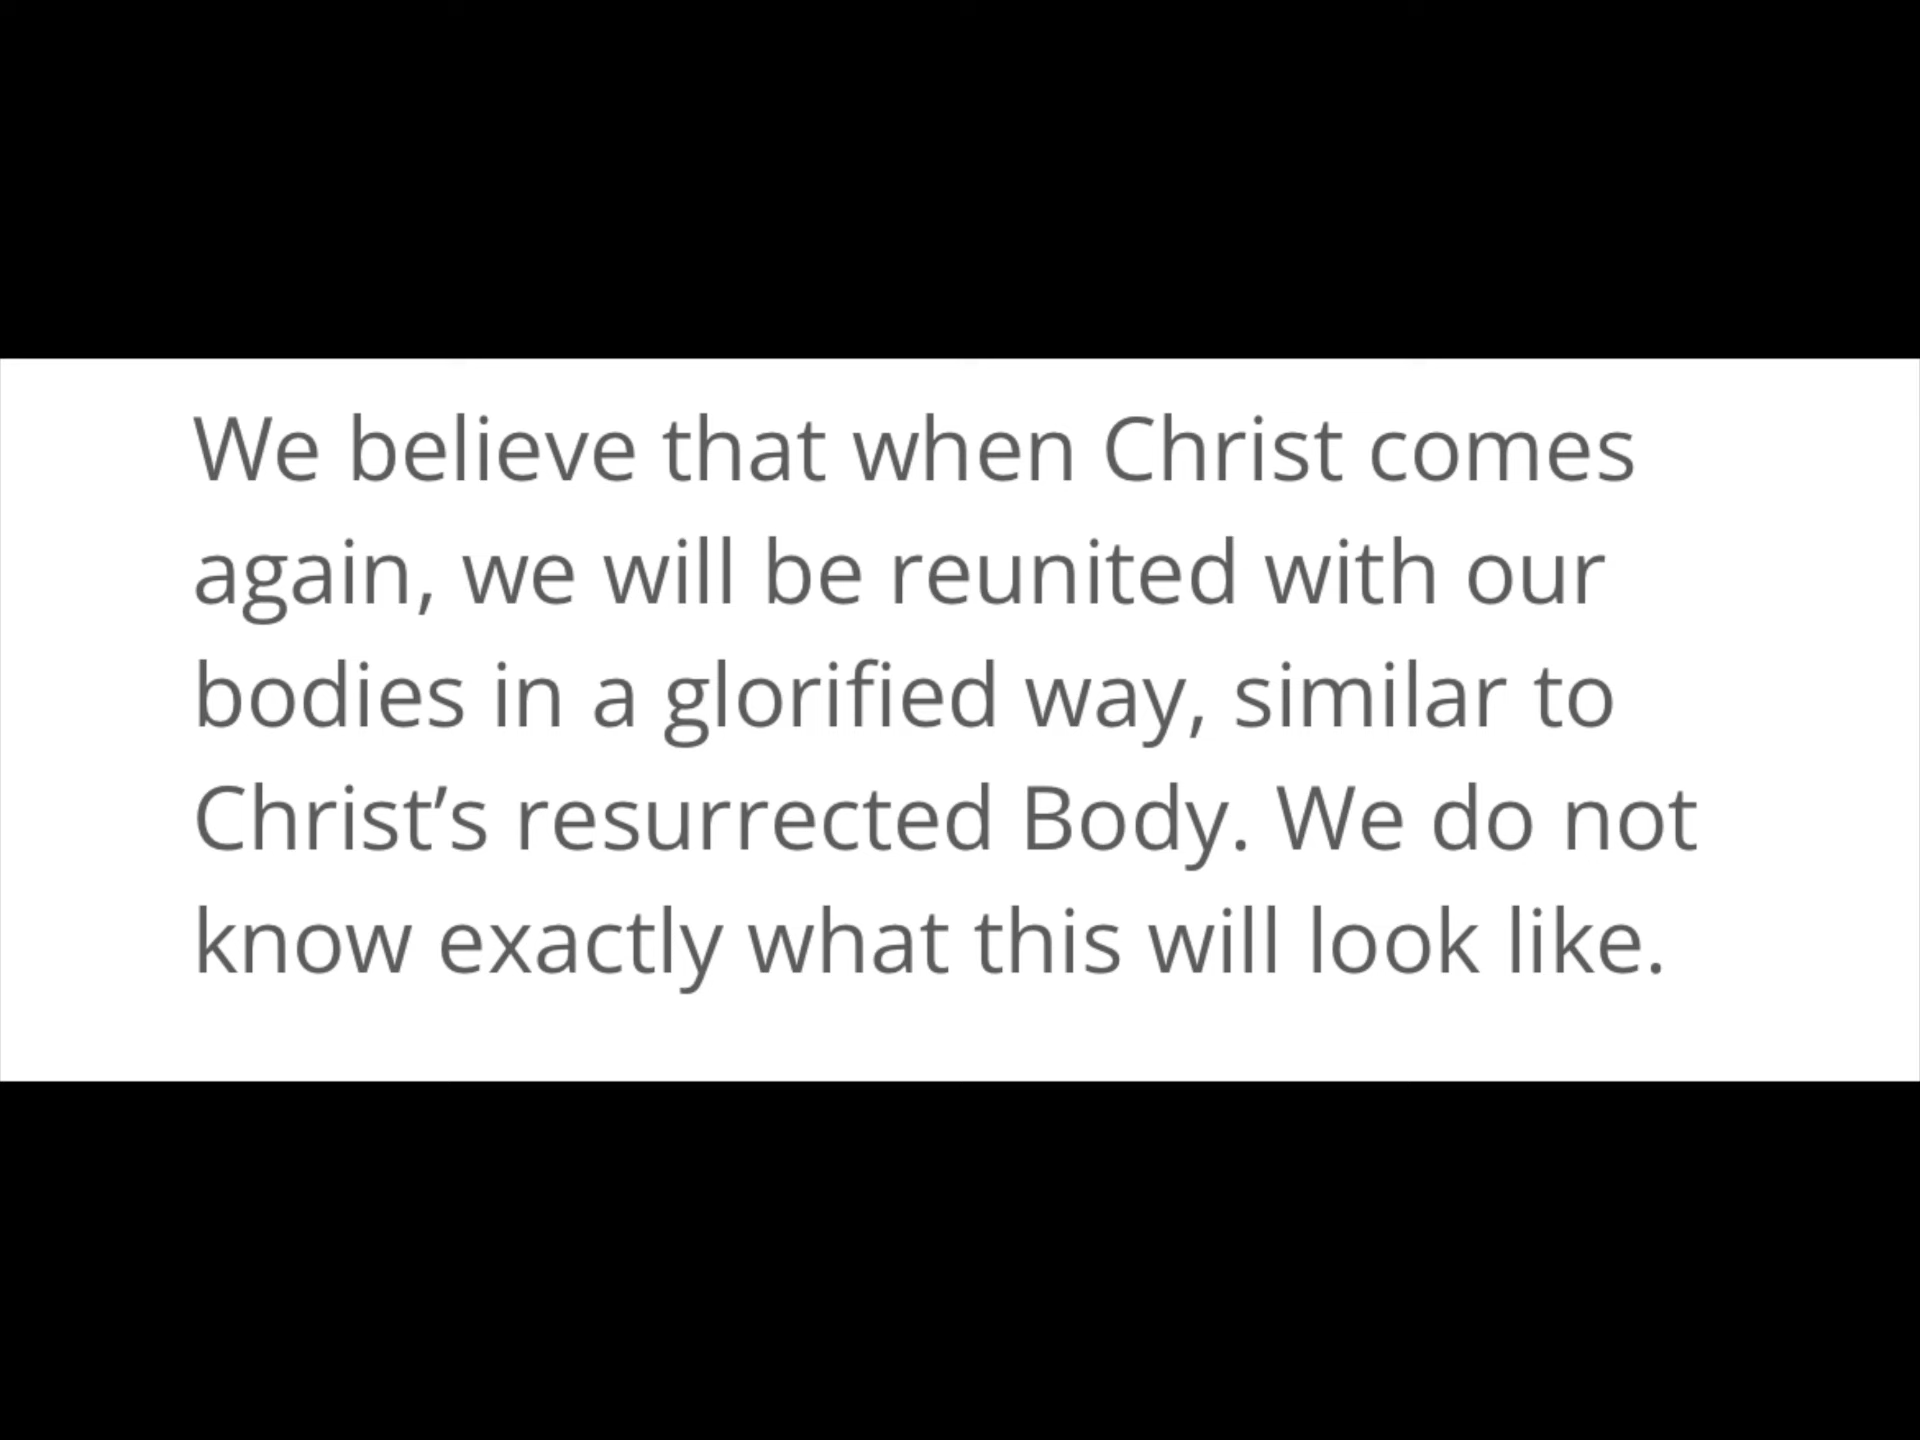 We believe that when Christ comes
again, we will be reunited with our
bodies in a glorified way, similar to
Christ’s resurrected Body. We do not
know exactly what this will look like.